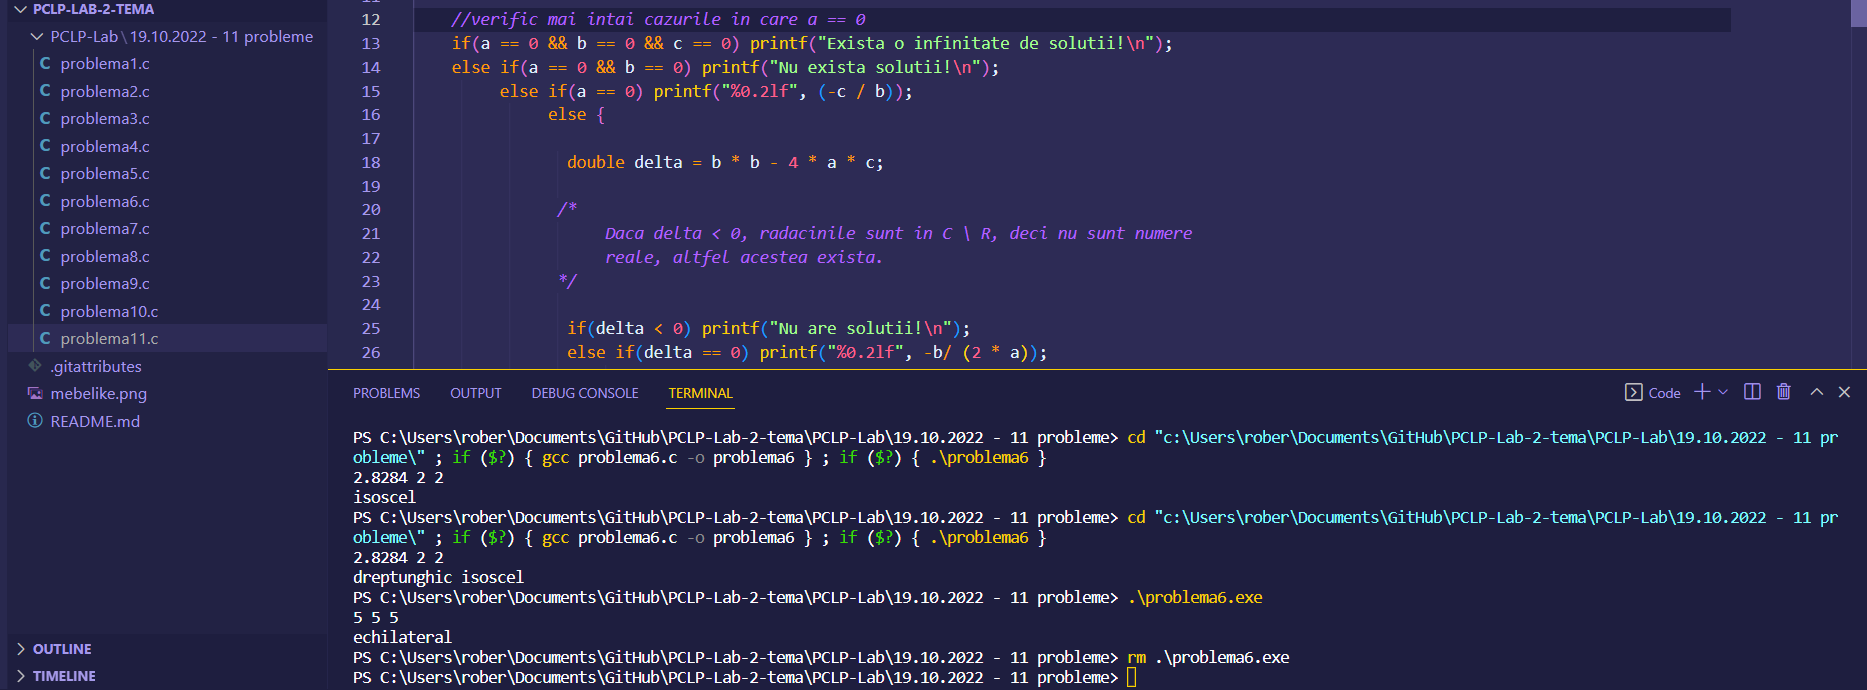 PCLP-LAB-2-TEMA
PCLP-Lab\19.10.2022 - 11 probleme
C problema1.c
C problema2.c
C problema3.c
C problema4.c
C problema5.c
C problema6.c
C problema7.c
C problema8.c
C problema9.c
C problema10.c
C problema11.c
.gitattributes
mebelike.png
README.md
OUTLINE
TIMELINE
12 //verific mai intai cazurile in care a == 0
13 if(a == 0 && b == 0 && c == 0) printf("Exista o infinitate de solutii!\n");
14 else if(a == 0 && b == 0) printf("Nu exista solutii!\n");
15 else if(a == 0) printf("%0.2lf", (-c / b));
16 else {
17
18 double delta = b * b - 4 * a * c;
19
20 /*
21 Daca delta < 0, radacinile sunt in C \ R, deci nu sunt numere
22 reale, altfel acestea exista.
23 */
24
25 if(delta < 0) printf("Nu are solutii!\n");
26 else if(delta == 0) printf("%0.2lf", -b/ (2 * a));
PROBLEMS OUTPUT DEBUG CONSOLE TERMINAL Code
PS C:\Users\rober\Documents\GitHub\PCLP-Lab-2-tema\PCLP-Lab\19.10.2022 - 11 probleme> cd "c:\Users\rober\Documents\GitHub\PCLP-Lab-2-tema\PCLP-Lab\19.10.2022 - 11 pr
obleme\" ; if ($?) { gcc problema6.c -o problema6 } ; if ($?) { .\problema6 }
2.8284 2 2
isoscel
PS C:\Users\rober\Documents\GitHub\PCLP-Lab-2-tema\PCLP-Lab\19.10.2022 - 11 probleme> cd "c:\Users\rober\Documents\GitHub\PCLP-Lab-2-tema\PCLP-Lab\19.10.2022 - 11 pr
obleme\" ; if ($?) { gcc problema6.c -o problema6 } ; if ($?) { .\problema6 }
2.8284 2 2
dreptunghic isoscel
PS C:\Users\rober\Documents\GitHub\PCLP-Lab-2-tema\PCLP-Lab\19.10.2022 - 11 probleme> .\problema6.exe
5 5 5
echilateral
PS C:\Users\rober\Documents\GitHub\PCLP-Lab-2-tema\PCLP-Lab\19.10.2022 - 11 probleme> rm .\problema6.exe
PS C:\Users\rober\Documents\GitHub\PCLP-Lab-2-tema\PCLP-Lab\19.10.2022 - 11 probleme>